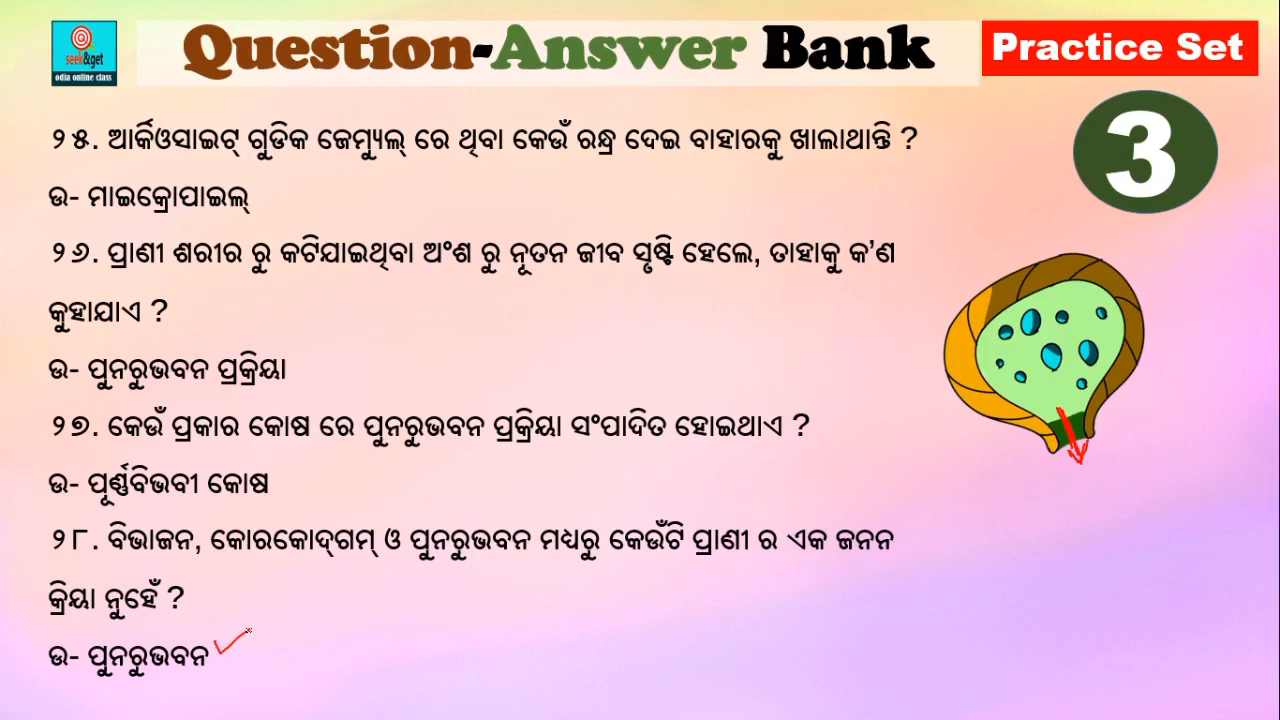 seek&get
odia online class
Question-Answer Bank
Practice Set
3
୨୫. ଆର୍କିଓସାଇଟ୍ ଗୁଡିକ ଜେମ୍ୟୁଲ୍ ରେ ଥିବା କେଉଁ ରନ୍ଧ୍ର ଦେଇ ବାହାରକୁ ଖାଲାଥାନ୍ତି ?
ଉ- ମାଇକ୍ରୋପାଇଲ୍
୨୬. ପ୍ରାଣୀ ଶରୀର ରୁ କଟିଯାଇଥିବା ଅଂଶ ରୁ ନୂତନ ଜୀବ ସୃଷ୍ଟି ହେଲେ, ତାହାକୁ କ’ଣ
କୁହାଯାଏ ?
ଉ- ପୁନରୁଦ୍ଭବନ ପ୍ରକ୍ରିୟା
୨୭. କେଉଁ ପ୍ରକାର କୋଷ ରେ ପୁନରୁଦ୍ଭବନ ପ୍ରକ୍ରିୟା ସଂପାଦିତ ହୋଇଥାଏ ?
ଉ- ପୂର୍ଣ୍ଣବିଭବୀ କୋଷ
୨୮. ବିଭାଜନ, କୋରକୋଦ୍‌ଗମ୍ ଓ ପୁନରୁଦ୍ଭବନ ମଧ୍ୟରୁ କେଉଁଟି ପ୍ରାଣୀ ର ଏକ ଜନନ
କ୍ରିୟା ନୁହେଁ ?
ଉ- ପୁନରୁଦ୍ଭବନ